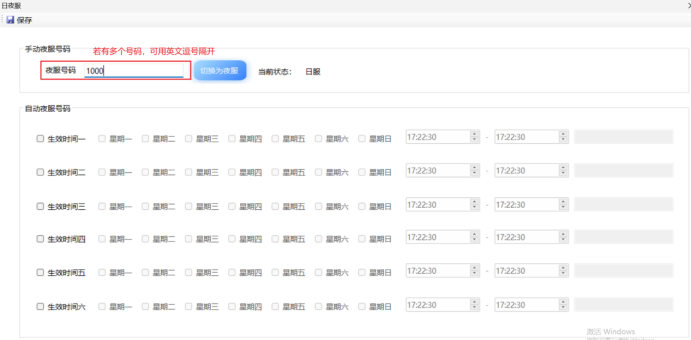 日夜服
保存
手动夜服号码
若有多个号码，可用英文逗号隔开
夜服号码 1000 切换为夜服 当前状态： 日服
自动夜服号码
生效时间一 星期一 星期二 星期三 星期四 星期五 星期六 星期日 17:22:30 - 17:22:30
生效时间二 星期一 星期二 星期三 星期四 星期五 星期六 星期日 17:22:30 - 17:22:30
生效时间三 星期一 星期二 星期三 星期四 星期五 星期六 星期日 17:22:30 - 17:22:30
生效时间四 星期一 星期二 星期三 星期四 星期五 星期六 星期日 17:22:30 - 17:22:30
生效时间五 星期一 星期二 星期三 星期四 星期五 星期六 星期日 17:22:30 - 17:22:30
生效时间六 星期一 星期二 星期三 星期四 星期五 星期六 星期日 17:22:30 - 17:22:30
激活 Windows